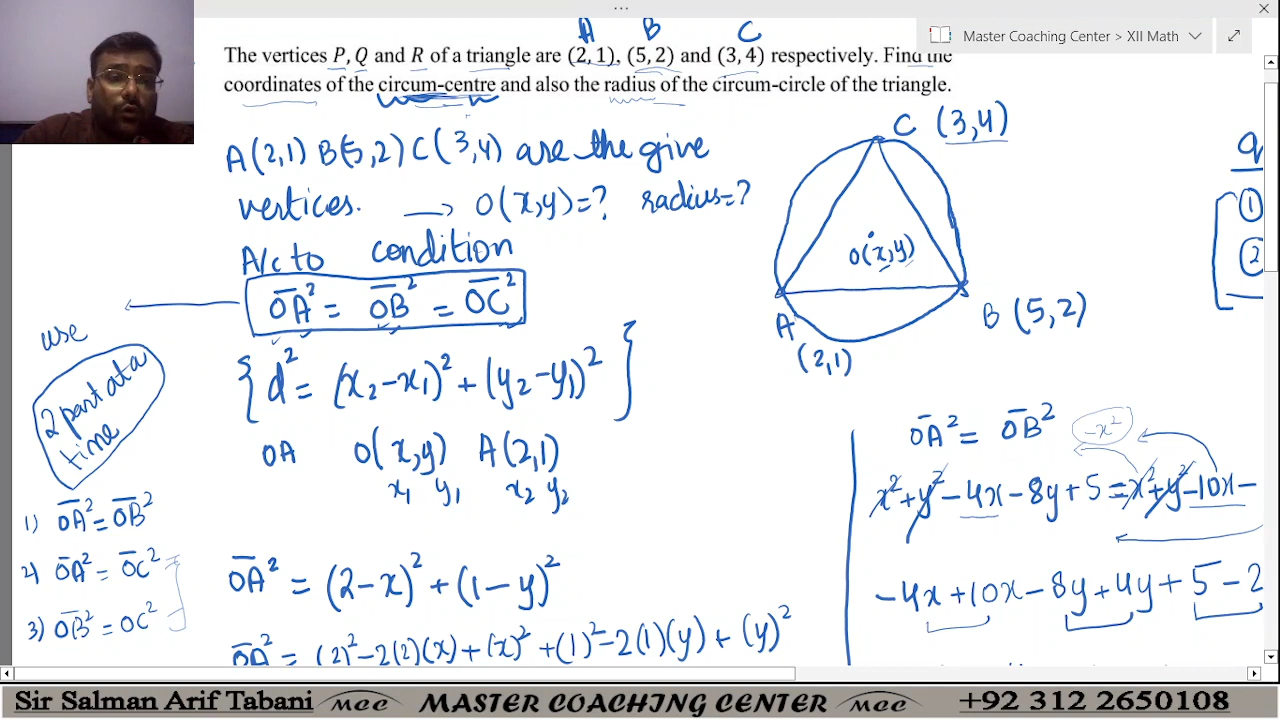 Master Coaching Center > XII Math
A B C
The vertices P, Q and R of a triangle are (2, 1), (5, 2) and (3, 4) respectively. Find the
coordinates of the circum-centre and also the radius of the circum-circle of the triangle.
A(2,1) B(5,2) C(3,4) are the give
vertices. → O(x,y)=? radius=?
A/c to condition
OA² = OB² = OC²
{ d² = (x₂-x₁)² + (y₂-y₁)² }
OA O(x,y) A(2,1)
x₁ y₁ x₂ y₂
OA² = (2-x)² + (1-y)²
OA² = (2)²-2(2)(x)+(x)²+(1)²-2(1)(y)+(y)²
use
2 part at a
time
1) OA² = OB²
2) OA² = OC²
3) OB² = OC²
C (3,4)
O(x,y)
A
(2,1)
B (5,2)
①
②
OA² = OB²
-x²
x²+y²-4x-8y+5=x²+y²-10x-
-4x+10x-8y+4y+5-2
Sir Salman Arif Tabani mcc MASTER COACHING CENTER mcc +92 312 2650108